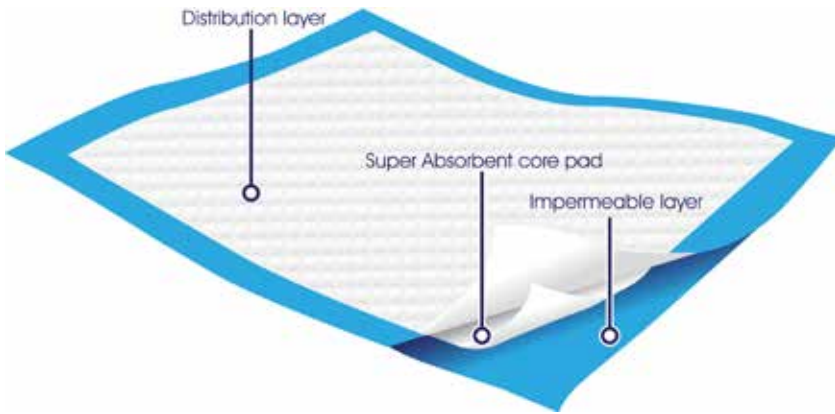 Distribution layer
Super Absorbent core pad
Impermeable layer